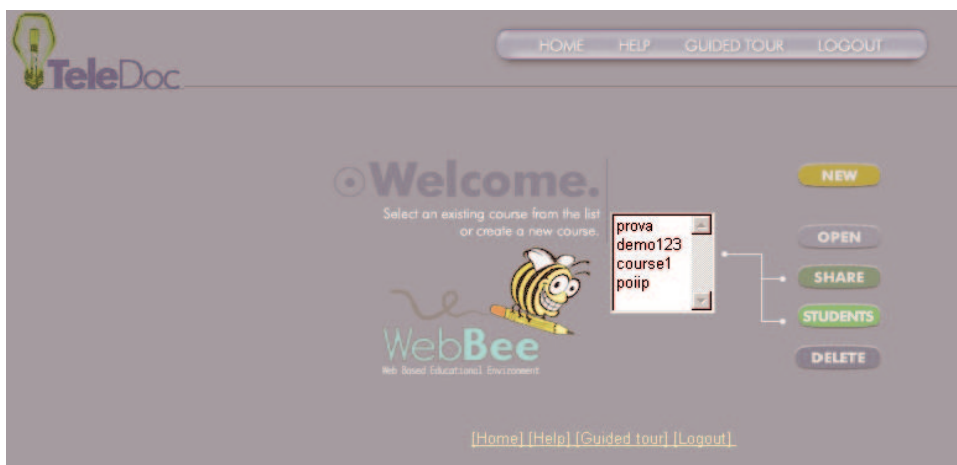 HOME HELP GUIDED TOUR LOGOUT
TeleDoc
Welcome.
Select an existing course from the list
or create a new course.
prova
demo123
course1
poiip
NEW
OPEN
SHARE
STUDENTS
DELETE
WebBee
Web Based Educational Environment
[Home] [Help] [Guided tour] [Logout]